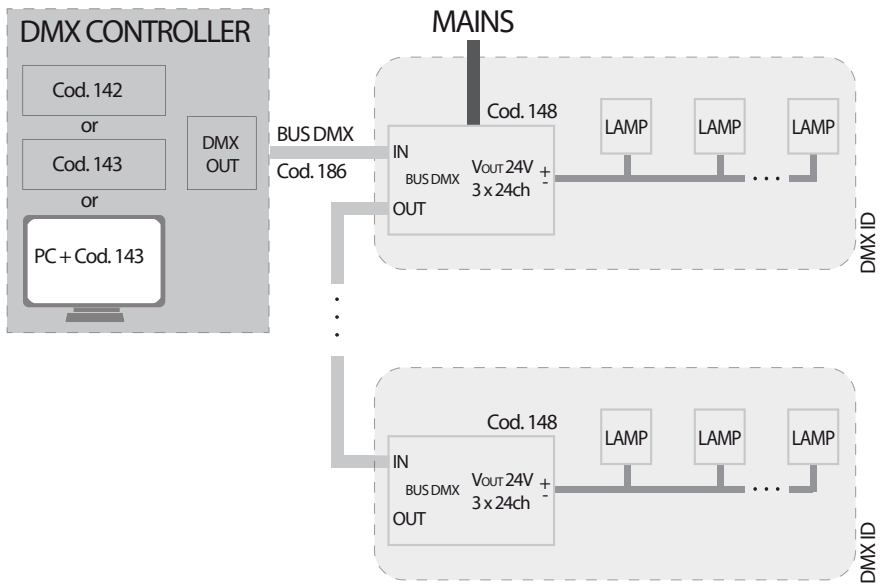 DMX CONTROLLER
Cod. 142
or
Cod. 143
or
PC + Cod. 143
DMX
OUT
BUS DMX
Cod. 186
MAINS
Cod. 148
IN
BUS DMX
OUT
VOUT 24V
3 x 24ch
+
-
LAMP
LAMP
...
LAMP
DMX ID
...
Cod. 148
IN
BUS DMX
OUT
VOUT 24V
3 x 24ch
+
-
LAMP
LAMP
...
LAMP
DMX ID